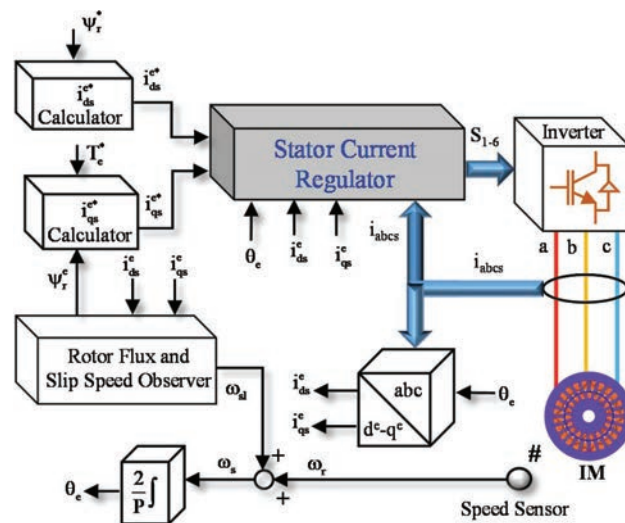 ψr*
ids^e*
Calculator
ids^e*
Te*
iqs^e*
Calculator
iqs^e*
Stator Current
Regulator
S1-6
Inverter
θe
ids^e
iqs^e
iabcs
iabcs
a
b
c
ψr^e
ids^e
iqs^e
Rotor Flux and
Slip Speed Observer
ωsl
ids^e
iqs^e
abc
d^e-q^e
θe
IM
θe
2/P ∫
ωs
+
+
ωr
#
Speed Sensor